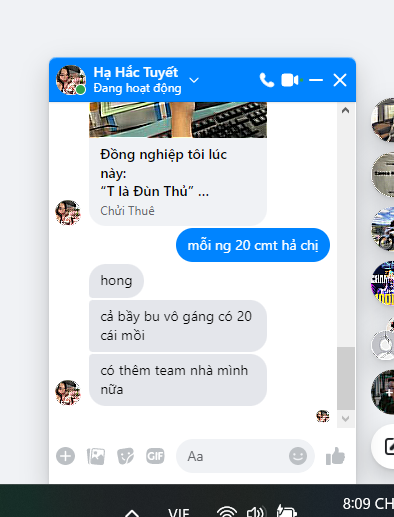 Hạ Hắc Tuyết
Đang hoạt động
Đồng nghiệp tôi lúc
này:
“T là Đùn Thủ” ...
Chửi Thuê
mỗi ng 20 cmt hả chị
hong
cả bầy bu vô gáng có 20
cái mồi
có thêm team nhà mình
nữa
GIF
Aa
VIE
8:09 CH